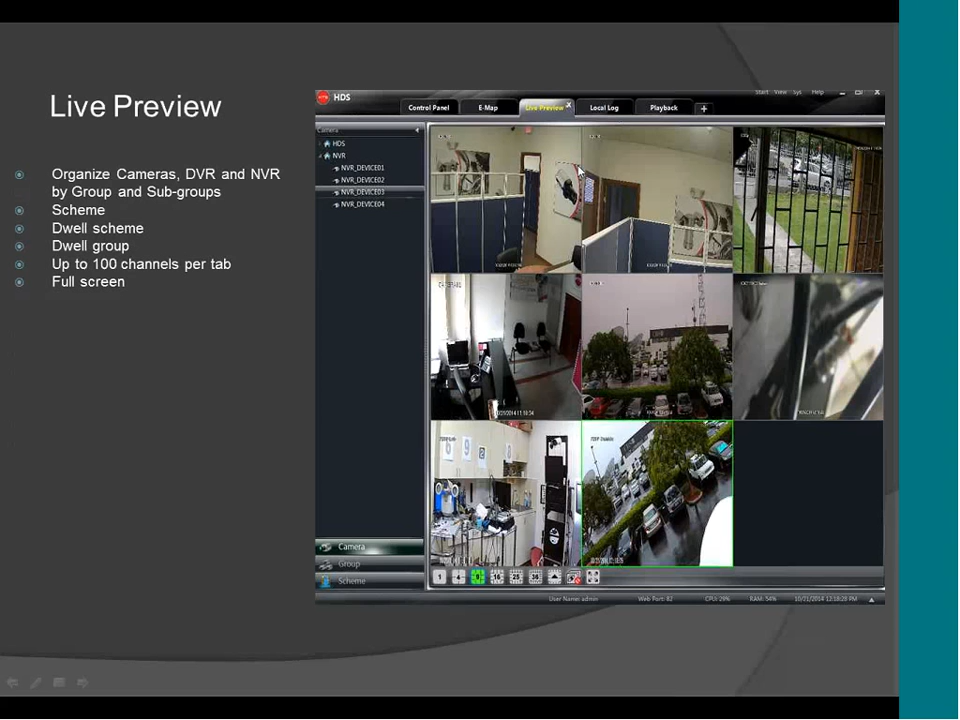 Live Preview
Organize Cameras, DVR and NVR
by Group and Sub-groups
Scheme
Dwell scheme
Dwell group
Up to 100 channels per tab
Full screen
HDS
Start View Sys Help
Control Panel E-Map Live Preview Local Log Playback
Camera
HDS
NVR
NVR_DEVICE01
NVR_DEVICE02
NVR_DEVICE03
NVR_DEVICE04
Camera
Group
Scheme
User Name: admin Web Port: 82 CPU: 29% RAM: 54% 10/21/2014 12:18:28 PM